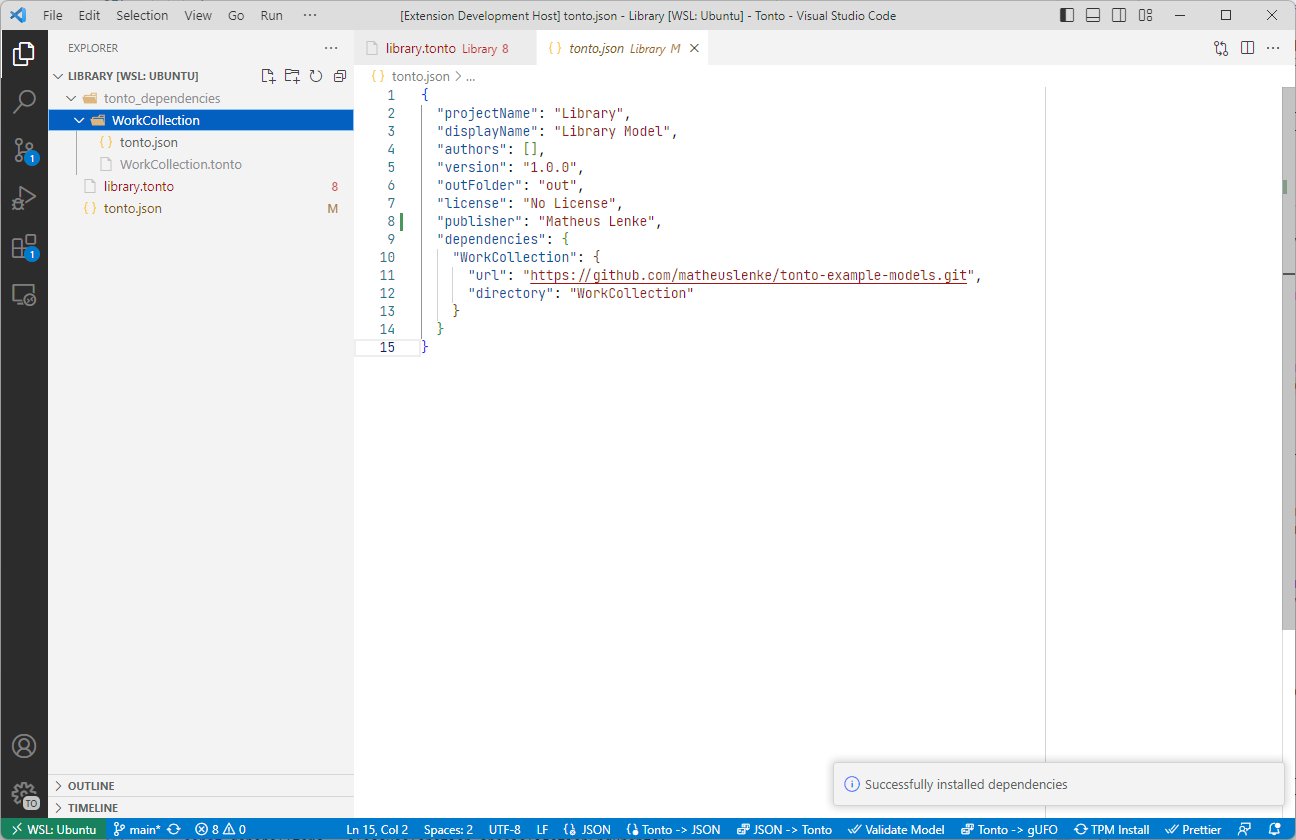 File Edit Selection View Go Run ··· [Extension Development Host] tonto.json - Library [WSL: Ubuntu] - Tonto - Visual Studio Code
EXPLORER ···
LIBRARY [WSL: UBUNTU]
tonto_dependencies
WorkCollection
{} tonto.json
WorkCollection.tonto
library.tonto 8
{} tonto.json M
OUTLINE
TIMELINE
1
1
TO
library.tonto Library 8
{} tonto.json Library M
{} tonto.json > ...
1 {
2 "projectName": "Library",
3 "displayName": "Library Model",
4 "authors": [],
5 "version": "1.0.0",
6 "outFolder": "out",
7 "license": "No License",
8 "publisher": "Matheus Lenke",
9 "dependencies": {
10 "WorkCollection": {
11 "url": "https://github.com/matheuslenke/tonto-example-models.git",
12 "directory": "WorkCollection"
13 }
14 }
15 }
Successfully installed dependencies
WSL: Ubuntu main* 8 0 Ln 15, Col 2 Spaces: 2 UTF-8 LF JSON Tonto -> JSON JSON -> Tonto Validate Model Tonto -> gUFO TPM Install Prettier